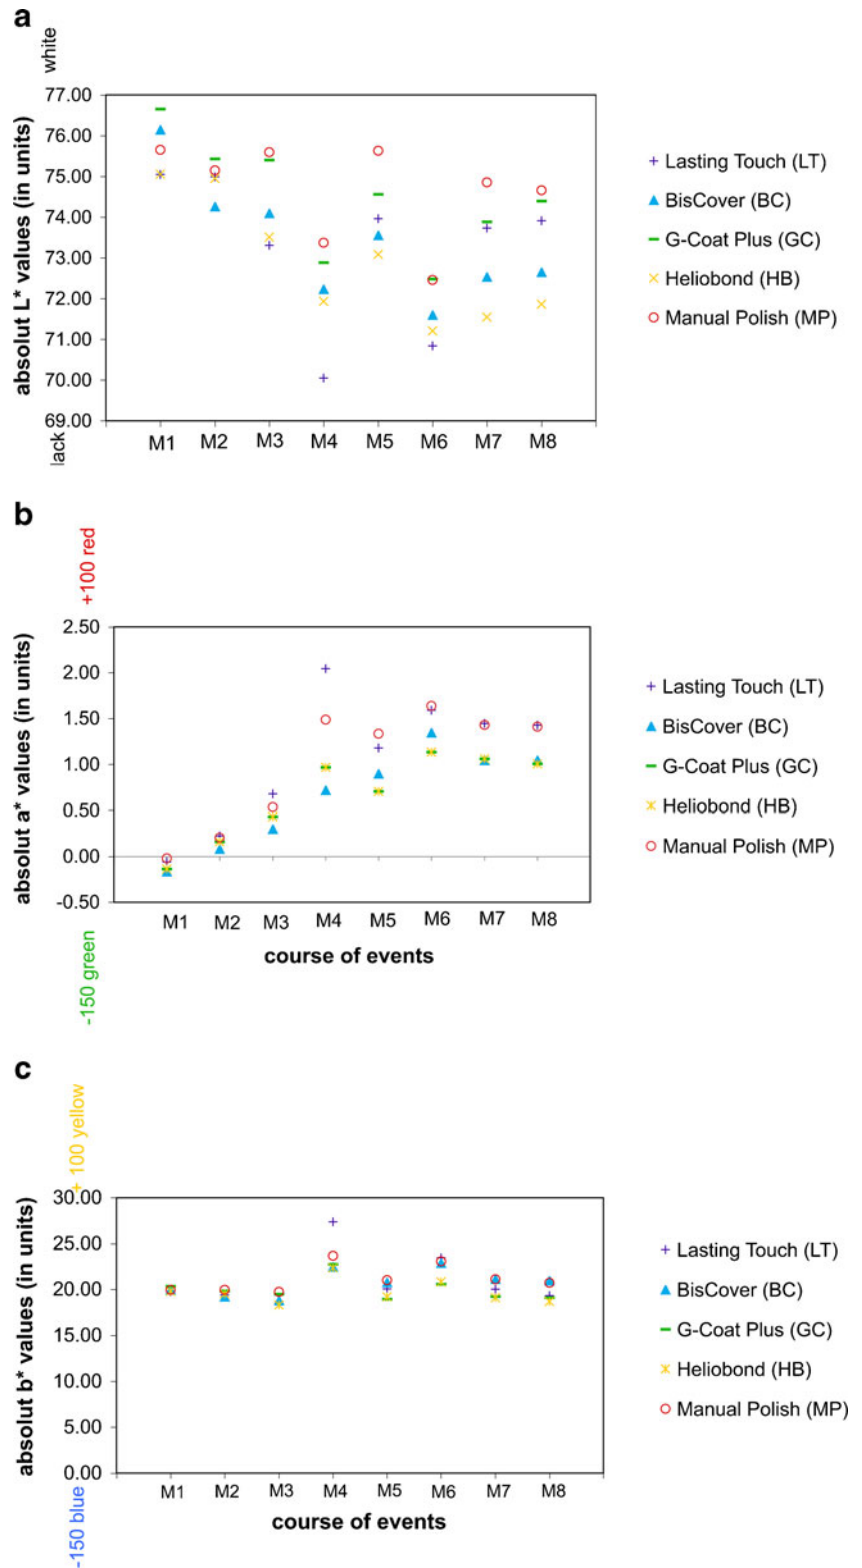 a
white
absolut L* values (in units)
77.00
76.00
75.00
74.00
73.00
72.00
71.00
70.00
69.00
lack
M1 M2 M3 M4 M5 M6 M7 M8
Lasting Touch (LT)
BisCover (BC)
G-Coat Plus (GC)
Heliobond (HB)
Manual Polish (MP)
b
+100 red
absolut a* values (in units)
-150 green
2.50
2.00
1.50
1.00
0.50
0.00
-0.50
M1 M2 M3 M4 M5 M6 M7 M8
course of events
Lasting Touch (LT)
BisCover (BC)
G-Coat Plus (GC)
Heliobond (HB)
Manual Polish (MP)
c
+ 100 yellow
absolut b* values (in units)
-150 blue
30.00
25.00
20.00
15.00
10.00
5.00
0.00
M1 M2 M3 M4 M5 M6 M7 M8
course of events
Lasting Touch (LT)
BisCover (BC)
G-Coat Plus (GC)
Heliobond (HB)
Manual Polish (MP)